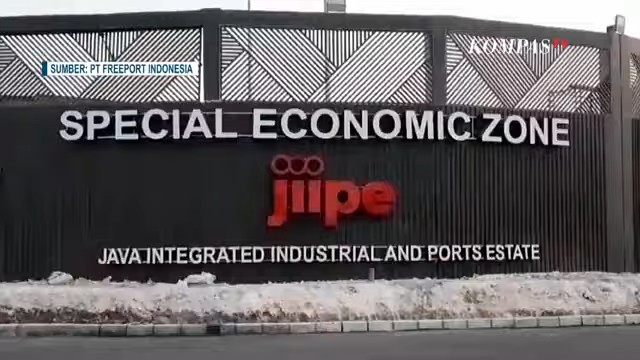 KOMPAS TV
SUMBER: PT FREEPORT INDONESIA
SPECIAL ECONOMIC ZONE
jiipe
JAVA INTEGRATED INDUSTRIAL AND PORTS ESTATE